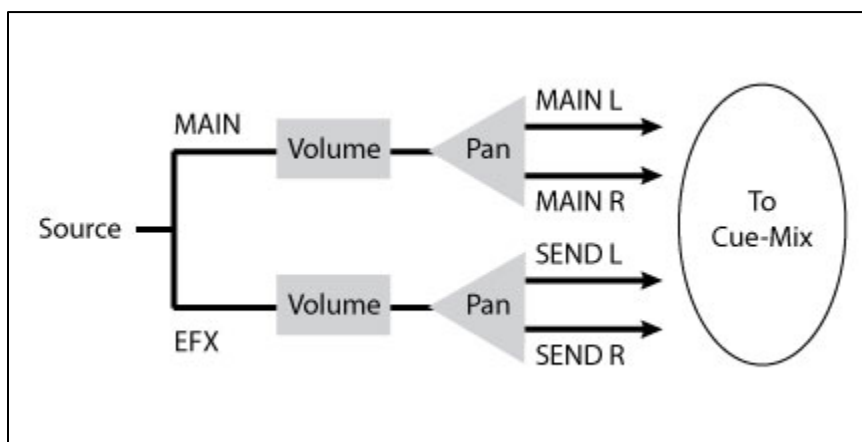 MAIN
Volume
Pan
MAIN L
MAIN R
Source
To
Cue-Mix
EFX
Volume
Pan
SEND L
SEND R